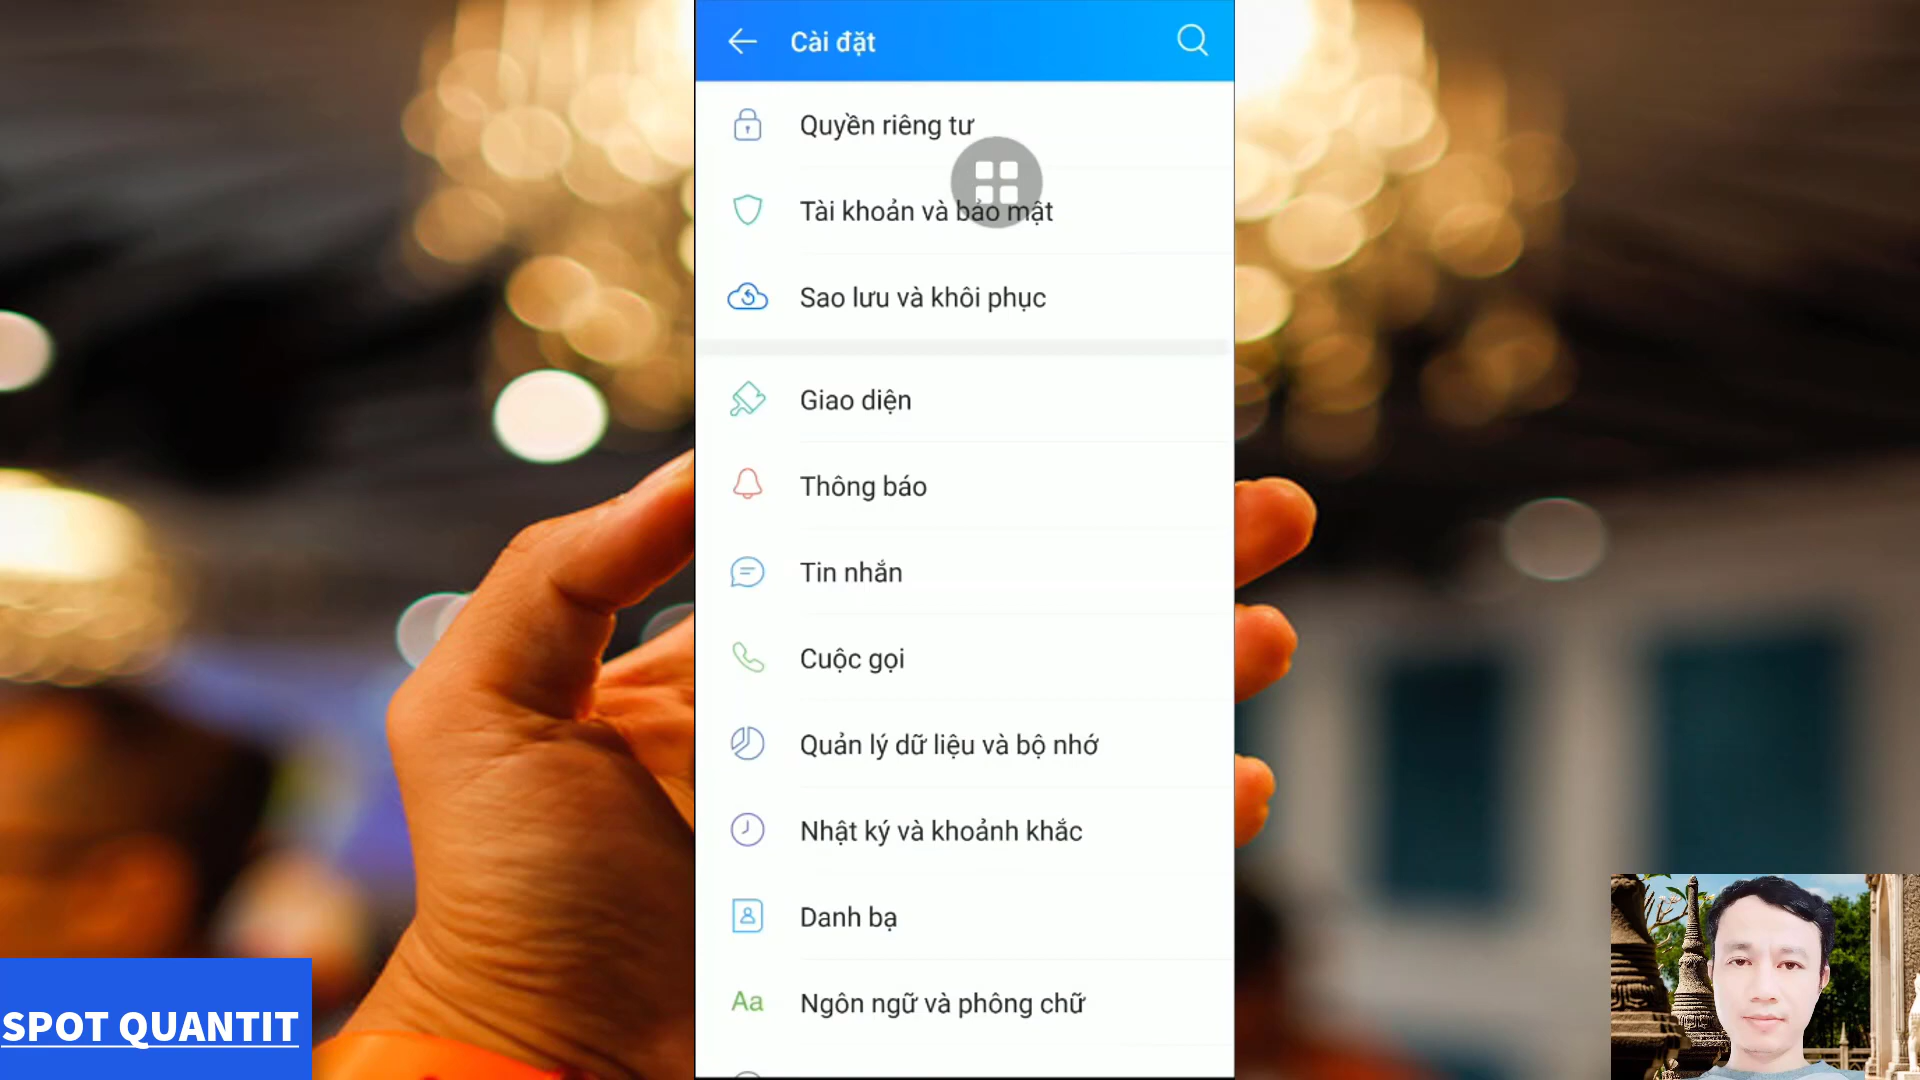 Cài đặt
Quyền riêng tư
Tài khoản và bảo mật
Sao lưu và khôi phục
Giao diện
Thông báo
Tin nhắn
Cuộc gọi
Quản lý dữ liệu và bộ nhớ
Nhật ký và khoảnh khắc
Danh bạ
Aa Ngôn ngữ và phông chữ
SPOT QUANTIT